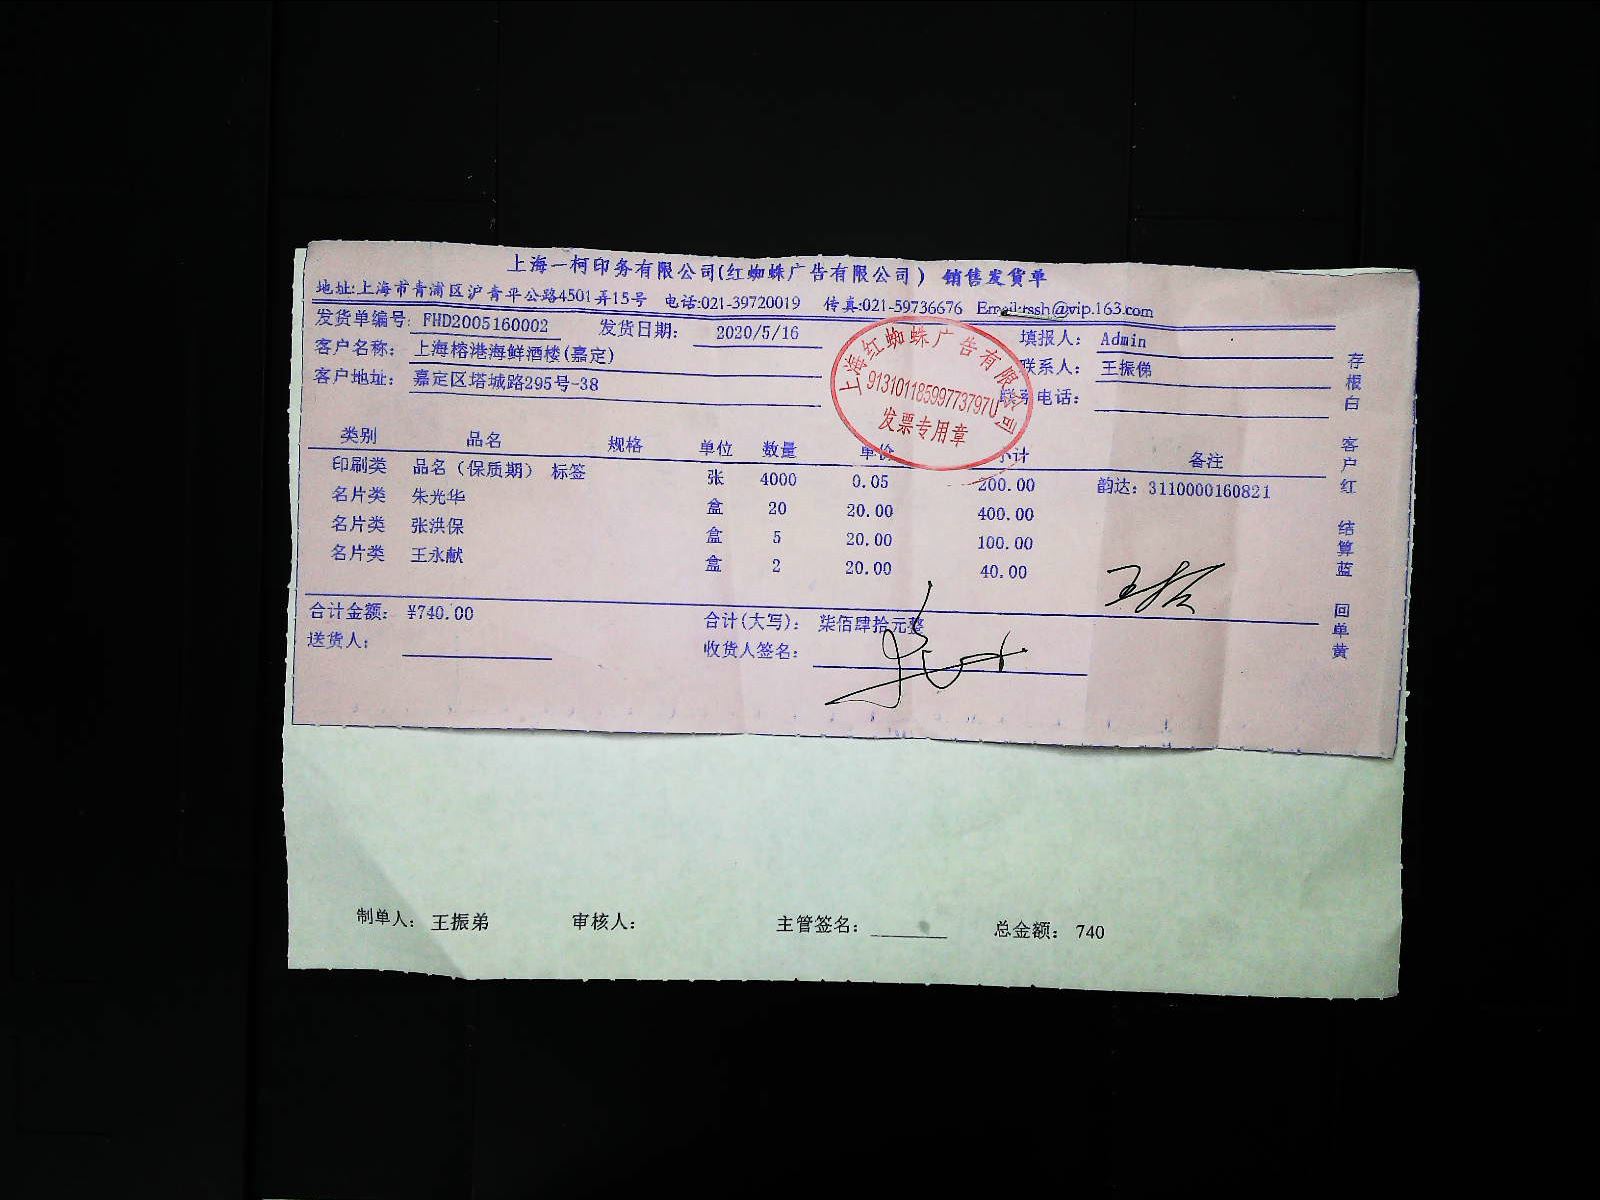 上海一柯印务有限公司(红蜘蛛广告有限公司) 销售发货单
地址:上海市青浦区沪青平公路4501弄15号 电话:021-39720019 传真:021-59736676 Email:rssh@vip.163.com
发货单编号: FHD2005160002 发货日期: 2020/5/16 填报人: Admin
客户名称: 上海榕港海鲜酒楼(嘉定) 联系人: 王振俤
客户地址: 嘉定区塔城路295号-38 联系电话:
上海红蜘蛛广告有限公司
91310118599773797U
发票专用章
类别 品名 规格 单位 数量 单价 小计 备注
印刷类 品名（保质期） 标签 张 4000 0.05 200.00 韵达: 3110000160821
名片类 朱光华 盒 20 20.00 400.00
名片类 张洪保 盒 5 20.00 100.00
名片类 王永献 盒 2 20.00 40.00
合计金额: ¥740.00 合计(大写): 柒佰肆拾元整
送货人: 收货人签名:
存根白 客户红 结算蓝 回单黄
制单人: 王振弟 审核人: 主管签名: 总金额: 740